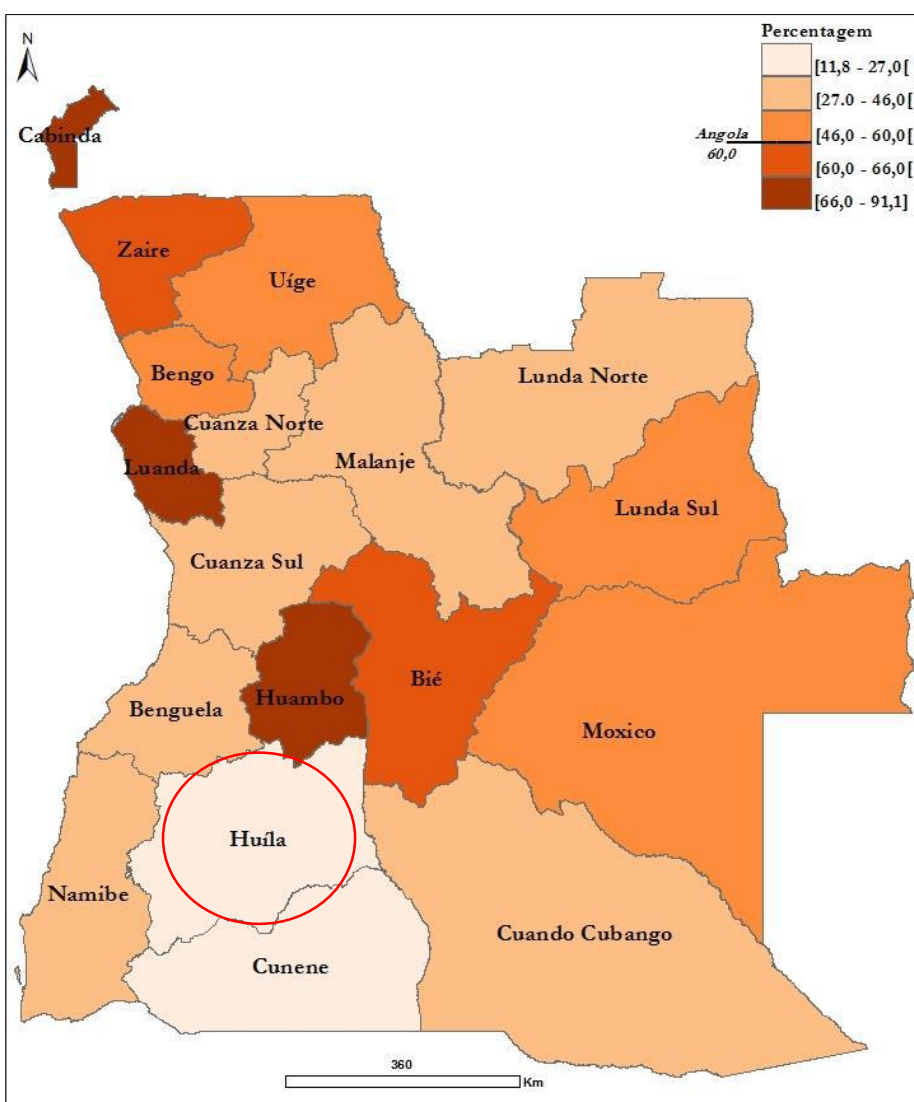 N
Percentagem
[11,8 - 27,0[
[27.0 - 46,0[
[46,0 - 60,0[
[60,0 - 66,0[
[66,0 - 91,1]
Angola
60,0
Cabinda
Zaire
Uíge
Bengo
Cuanza Norte
Lunda Norte
Luanda
Malanje
Lunda Sul
Cuanza Sul
Bié
Huambo
Benguela
Moxico
Huíla
Namibe
Cuando Cubango
Cunene
360
Km